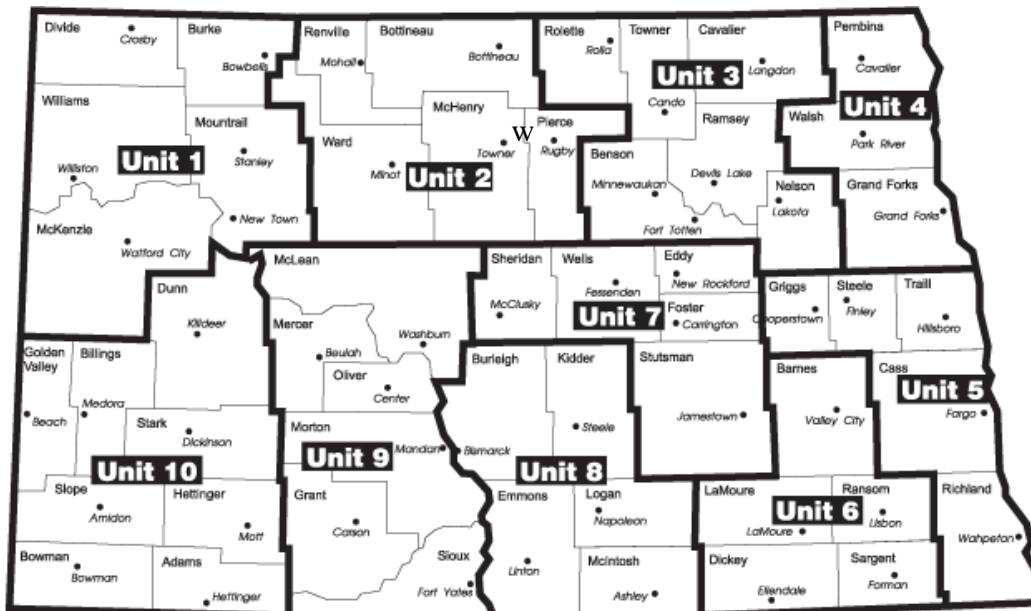 Divide
Crosby
Burke
Bowbells
Renville
Mohall
Bottineau
Bottineau
Rolette
Rolla
Towner
Cando
Cavalier
Langdon
Pembina
Cavalier
Unit 3
Unit 4
Williams
Williston
Mountrail
Stanley
New Town
Unit 1
Ward
Minot
McHenry
Towner
W
Pierce
Rugby
Unit 2
Benson
Minnewaukan
Fort Totten
Ramsey
Devils Lake
Walsh
Park River
Nelson
Lakota
Grand Forks
Grand Forks
McKenzie
Watford City
Dunn
Killdeer
McLean
Washburn
Mercer
Beulah
Oliver
Center
Sheridan
McClusky
Wells
Fessenden
Eddy
New Rockford
Foster
Carrington
Unit 7
Griggs
Cooperstown
Steele
Finley
Traill
Hillsboro
Golden
Valley
Beach
Billings
Medora
Stark
Dickinson
Unit 10
Morton
Mandan
Unit 9
Burleigh
Bismarck
Kidder
Steele
Unit 8
Stutsman
Jamestown
Barnes
Valley City
Cass
Fargo
Unit 5
Slope
Amidon
Hettinger
Mott
Grant
Carson
Sioux
Fort Yates
Emmons
Linton
Logan
Napoleon
LaMoure
LaMoure
Unit 6
Ransom
Lisbon
Richland
Wahpeton
Bowman
Bowman
Adams
Hettinger
McIntosh
Ashley
Dickey
Ellendale
Sargent
Forman